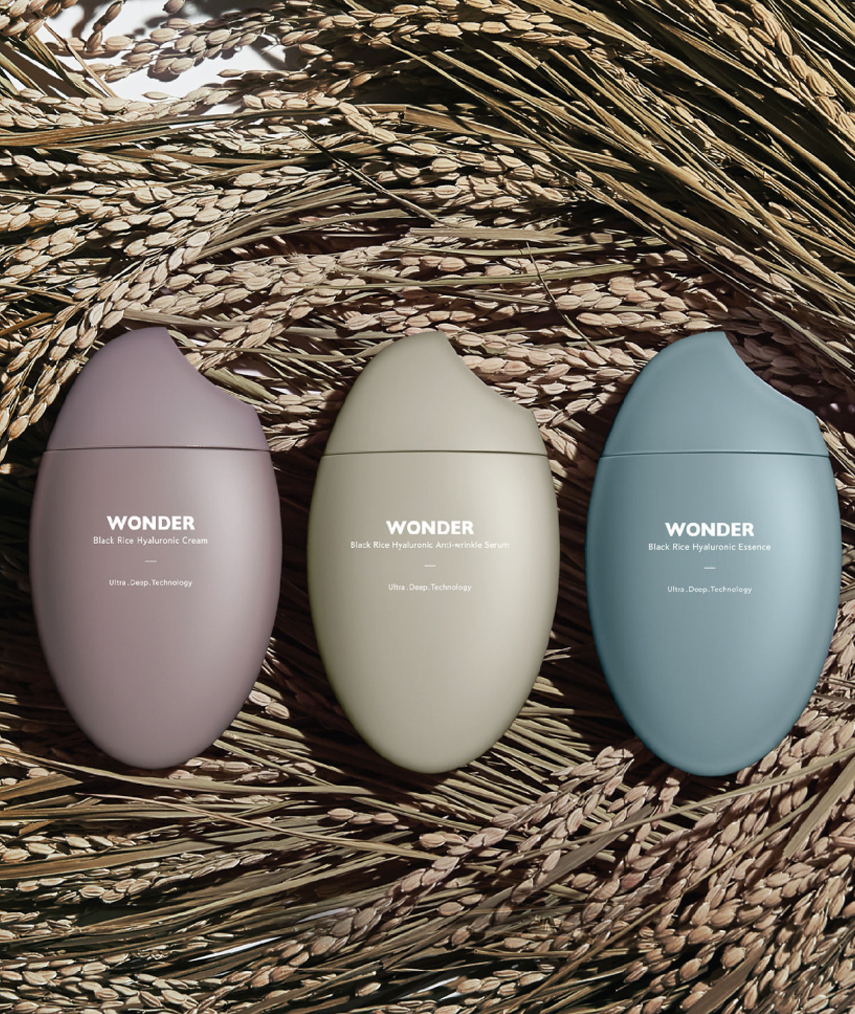 WONDER
Black Rice Hyaluronic Cream
Ultra.Deep.Technology
WONDER
Black Rice Hyaluronic Anti-wrinkle Serum
Ultra.Deep.Technology
WONDER
Black Rice Hyaluronic Essence
Ultra.Deep.Technology